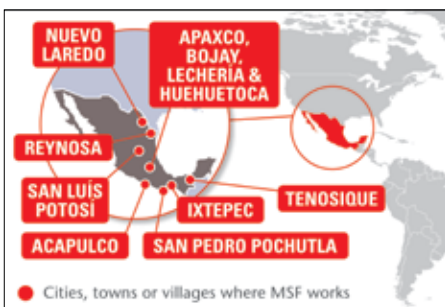 NUEVO
LAREDO
APAXCO,
BOJAY,
LECHERÍA &
HUEHUETOCA
REYNOSA
SAN LUÍS
POTOSÍ
TENOSIQUE
IXTEPEC
ACAPULCO
SAN PEDRO POCHUTLA
Cities, towns or villages where MSF works